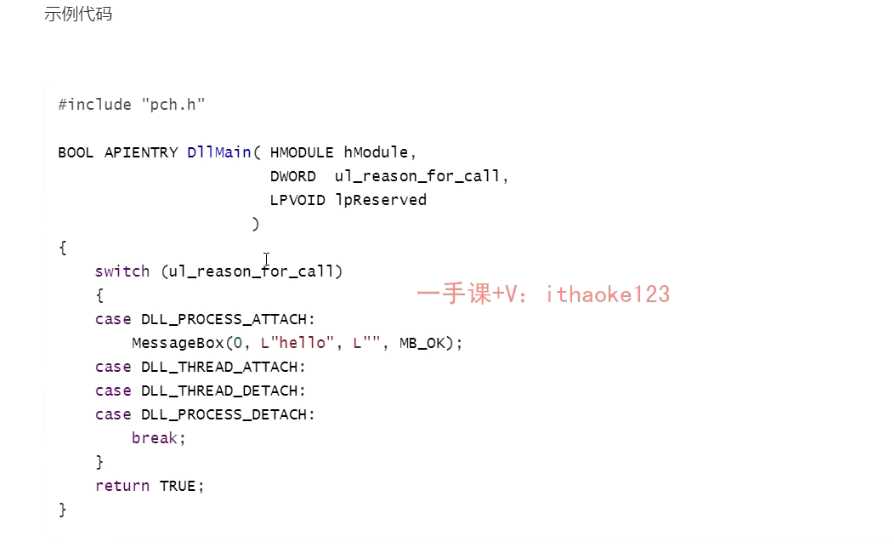 示例代码
#include "pch.h"
BOOL APIENTRY DllMain( HMODULE hModule,
                       DWORD  ul_reason_for_call,
                       LPVOID lpReserved
                     )
{
    switch (ul_reason_for_call)
    {
一手课+V：ithaoke123
    case DLL_PROCESS_ATTACH:
        MessageBox(0, L"hello", L"", MB_OK);
    case DLL_THREAD_ATTACH:
    case DLL_THREAD_DETACH:
    case DLL_PROCESS_DETACH:
        break;
    }
    return TRUE;
}